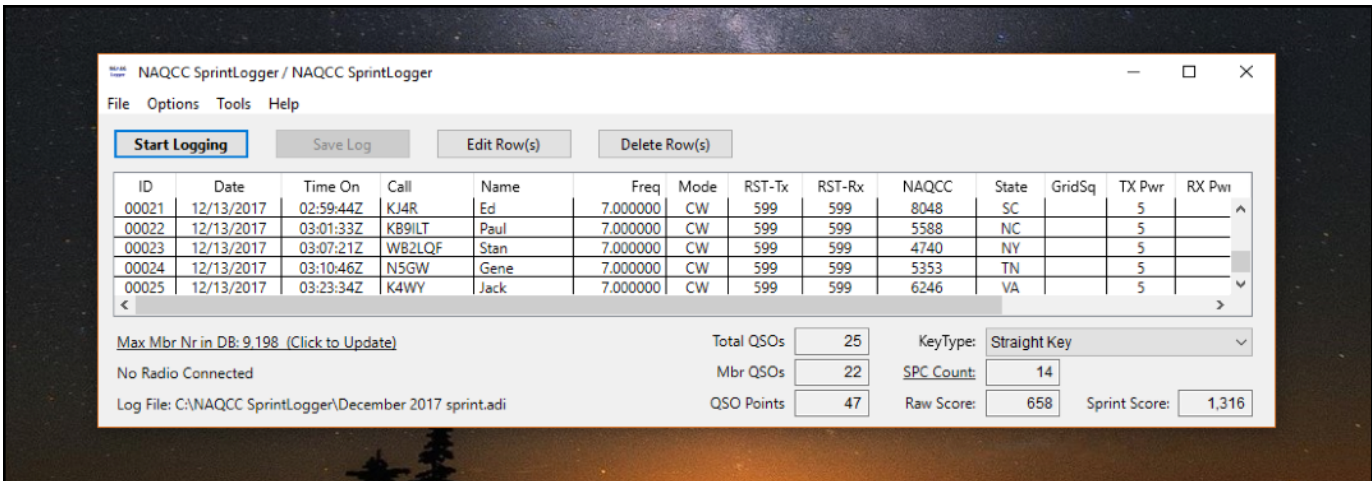 NAQCC SprintLogger / NAQCC SprintLogger
File Options Tools Help
Start Logging Save Log Edit Row(s) Delete Row(s)
ID Date Time On Call Name Freq Mode RST-Tx RST-Rx NAQCC State GridSq TX Pwr RX Pwr
00021 12/13/2017 02:59:44Z KJ4R Ed 7.000000 CW 599 599 8048 SC 5
00022 12/13/2017 03:01:33Z KB9ILT Paul 7.000000 CW 599 599 5588 NC 5
00023 12/13/2017 03:07:21Z WB2LQF Stan 7.000000 CW 599 599 4740 NY 5
00024 12/13/2017 03:10:46Z N5GW Gene 7.000000 CW 599 599 5353 TN 5
00025 12/13/2017 03:23:34Z K4WY Jack 7.000000 CW 599 599 6246 VA 5
Max Mbr Nr in DB: 9,198 (Click to Update) Total QSOs 25 KeyType: Straight Key
No Radio Connected Mbr QSOs 22 SPC Count: 14
Log File: C:\NAQCC SprintLogger\December 2017 sprint.adi QSO Points 47 Raw Score: 658 Sprint Score: 1,316